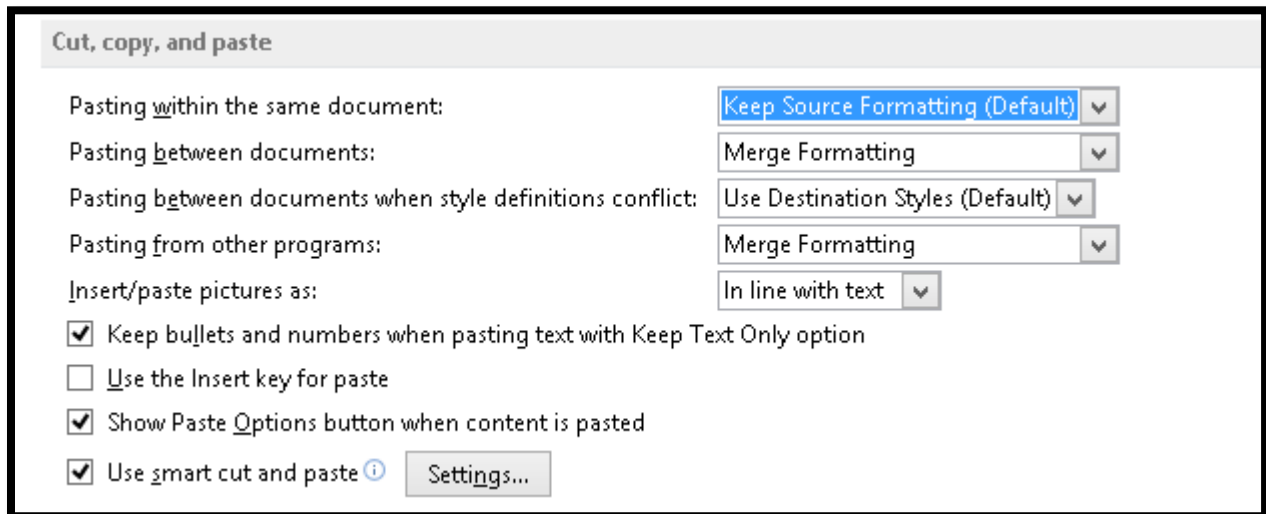 Cut, copy, and paste
Pasting within the same document: Keep Source Formatting (Default)
Pasting between documents: Merge Formatting
Pasting between documents when style definitions conflict: Use Destination Styles (Default)
Pasting from other programs: Merge Formatting
Insert/paste pictures as: In line with text
Keep bullets and numbers when pasting text with Keep Text Only option
Use the Insert key for paste
Show Paste Options button when content is pasted
Use smart cut and paste Settings...